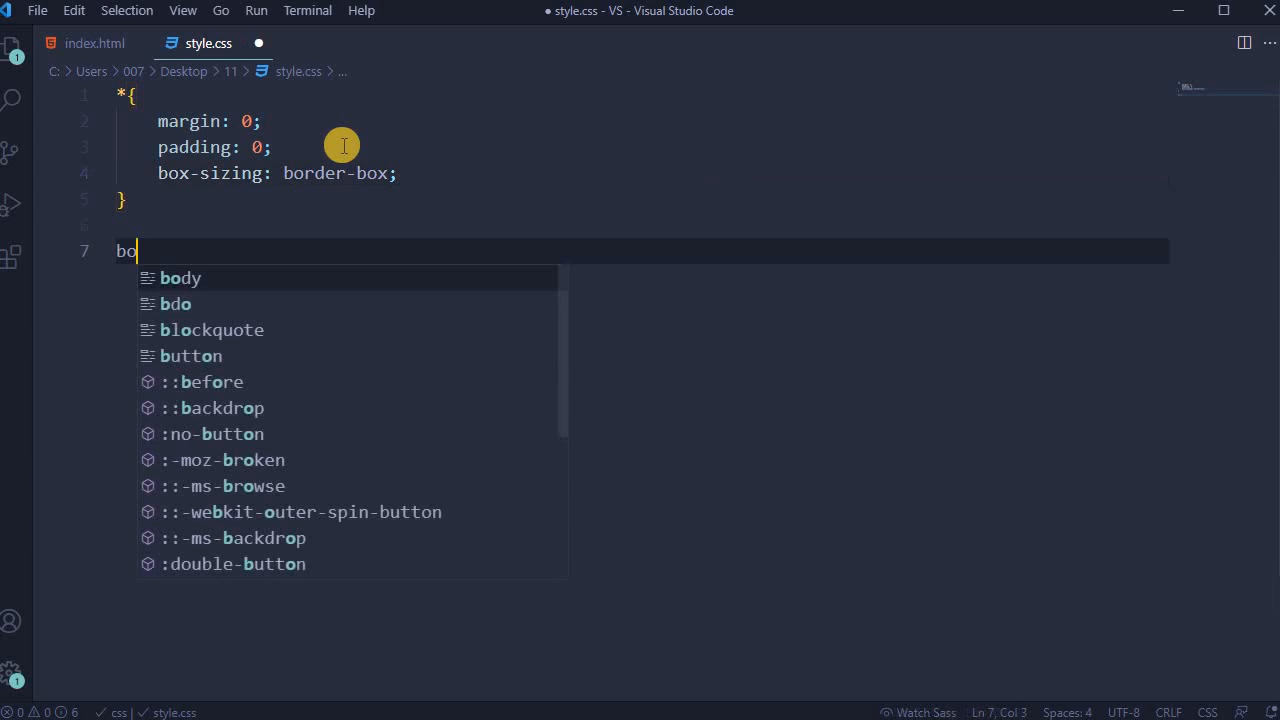 File Edit Selection View Go Run Terminal Help ● style.css - VS - Visual Studio Code
index.html style.css
C: > Users > 007 > Desktop > 11 > style.css > ...
1
1 *{
2 margin: 0;
3 padding: 0;
4 box-sizing: border-box;
5 }
6
7 bo
body
bdo
blockquote
button
::before
::backdrop
:no-button
:-moz-broken
::-ms-browse
::-webkit-outer-spin-button
::-ms-backdrop
:double-button
1
0 0 6 ✓ css | ✓ style.css Watch Sass Ln 7, Col 3 Spaces: 4 UTF-8 CRLF CSS